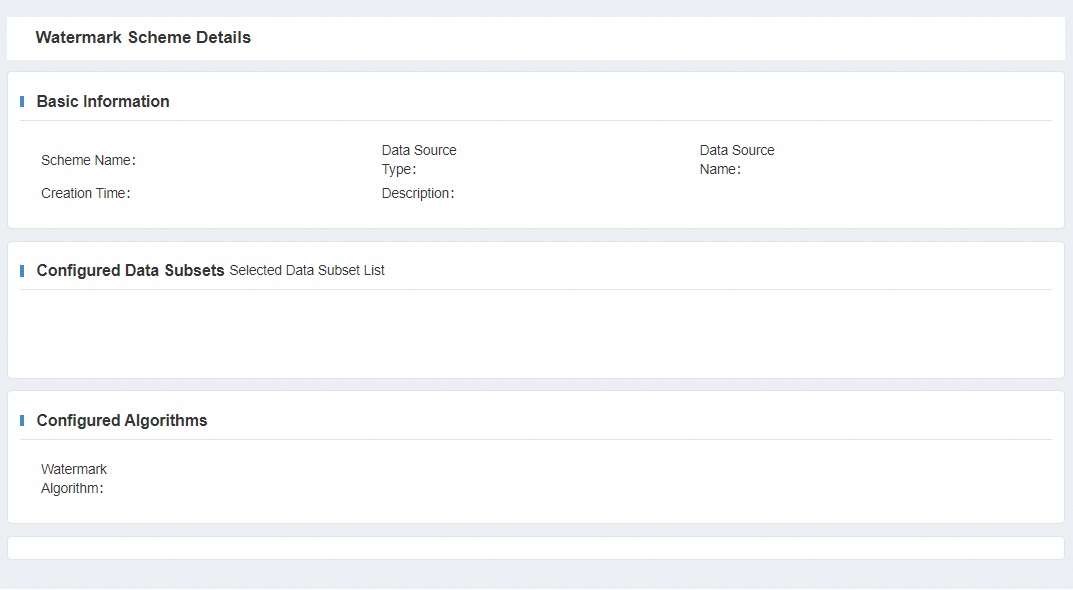 Watermark Scheme Details
Basic Information
Scheme Name:
Data Source
Type:
Data Source
Name:
Creation Time:
Description:
Configured Data Subsets Selected Data Subset List
Configured Algorithms
Watermark
Algorithm: